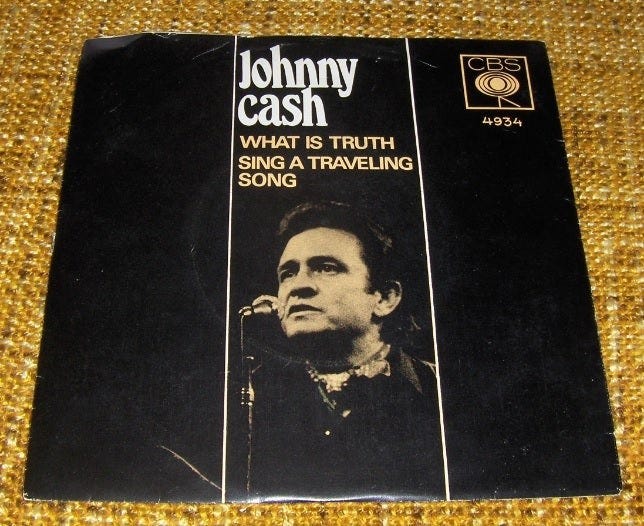 Johnny
cash
WHAT IS TRUTH
SING A TRAVELING
SONG
CBS
4934